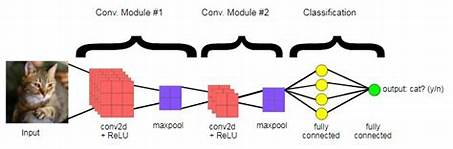 Conv. Module #1
Conv. Module #2
Classification
output: cat? (y/n)
Input
conv2d
+ ReLU
maxpool
conv2d
+ ReLU
maxpool
fully
connected
fully
connected